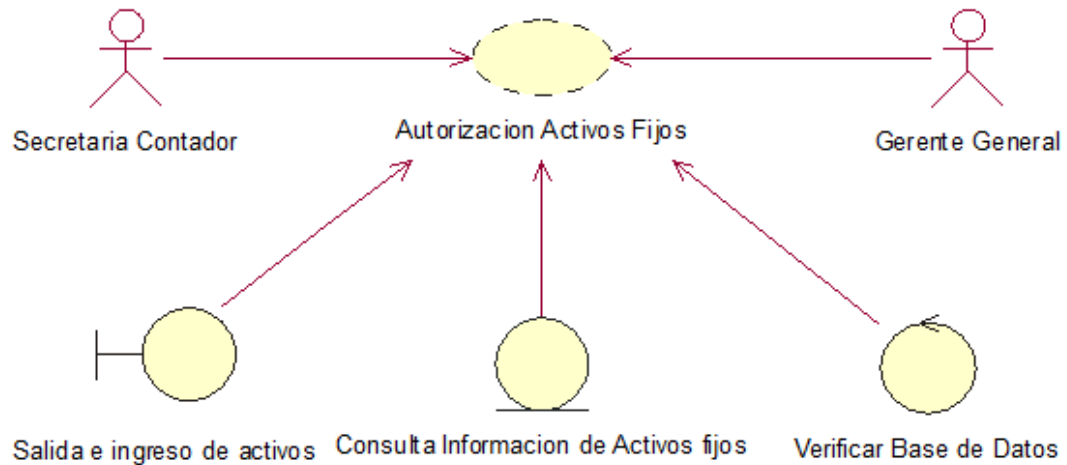 Secretaria Contador
Autorizacion Activos Fijos
Gerente General
Salida e ingreso de activos
Consulta Informacion de Activos fijos
Verificar Base de Datos